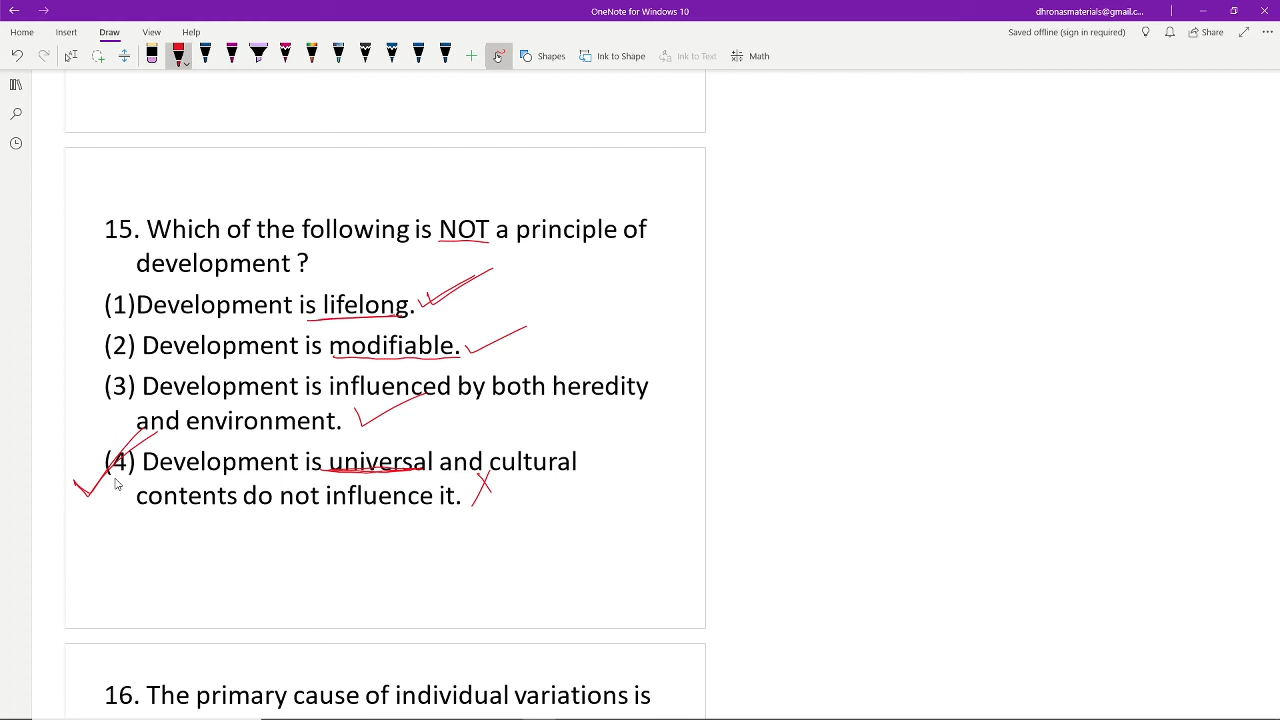 OneNote for Windows 10
dhronasmaterials@gmail.c...
Home Insert Draw View Help
Saved offline (sign in required)
Share
Shapes
Ink to Shape
Ink to Text
Math
15. Which of the following is NOT a principle of
development ?
(1)Development is lifelong.
(2) Development is modifiable.
(3) Development is influenced by both heredity
and environment.
(4) Development is universal and cultural
contents do not influence it.
16. The primary cause of individual variations is